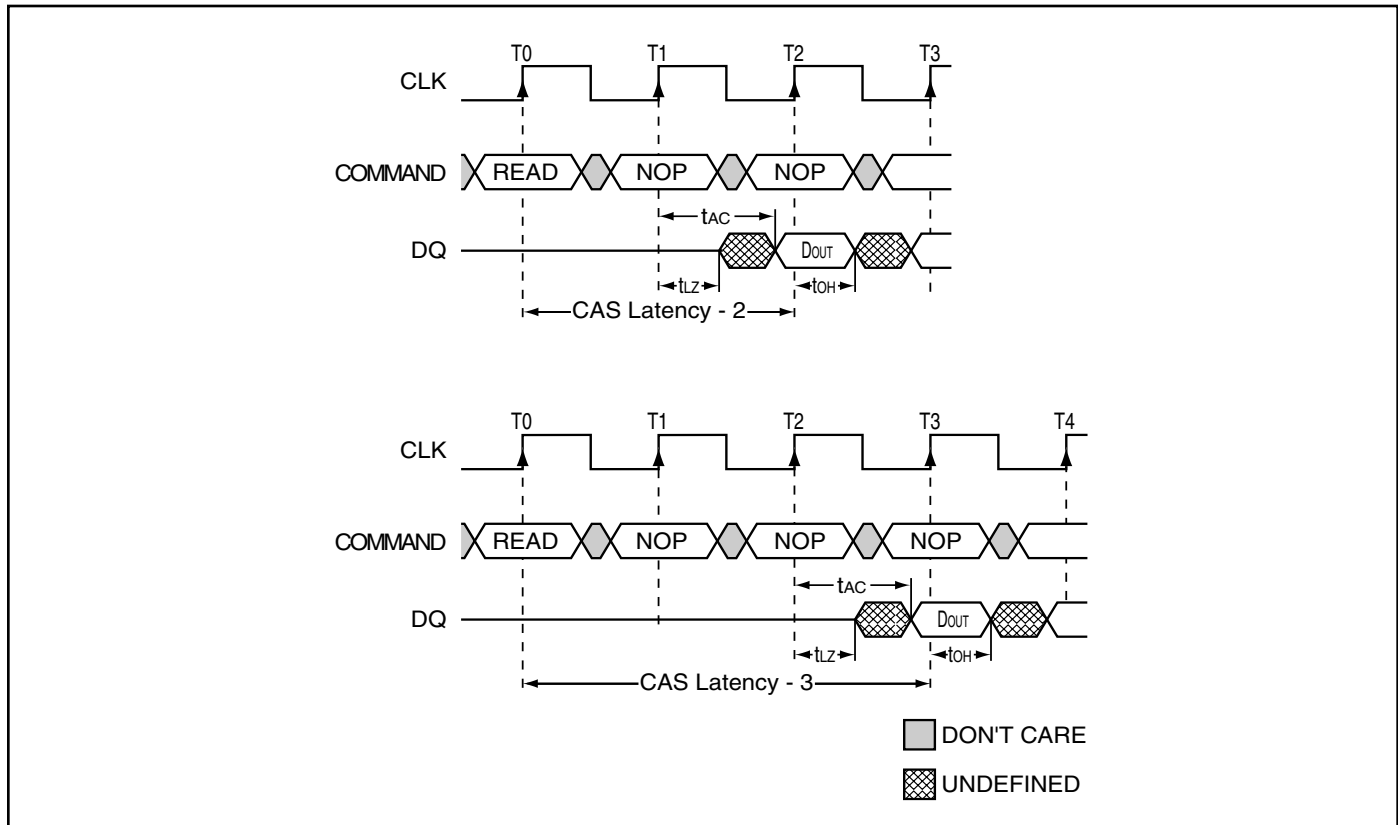 T0 T1 T2 T3
CLK
COMMAND READ NOP NOP
tAC
DQ DOUT
tLZ tOH
CAS Latency - 2
T0 T1 T2 T3 T4
CLK
COMMAND READ NOP NOP NOP
tAC
DQ DOUT
tLZ tOH
CAS Latency - 3
DON'T CARE
UNDEFINED